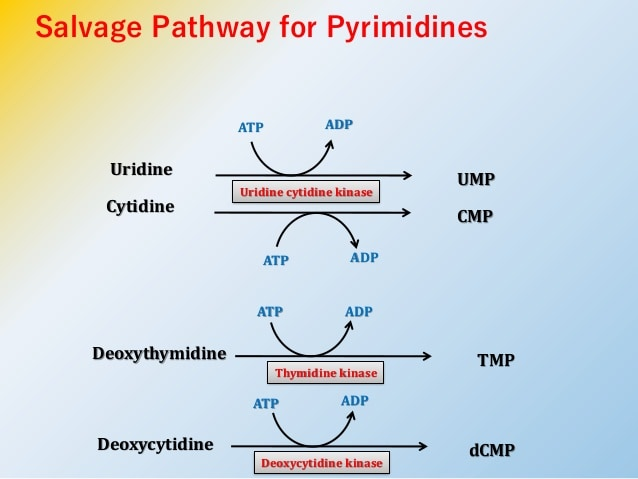 Salvage Pathway for Pyrimidines
ATP ADP
Uridine
UMP
Uridine cytidine kinase
Cytidine
CMP
ATP ADP
ATP ADP
Deoxythymidine
TMP
Thymidine kinase
ATP ADP
Deoxycytidine
dCMP
Deoxycytidine kinase